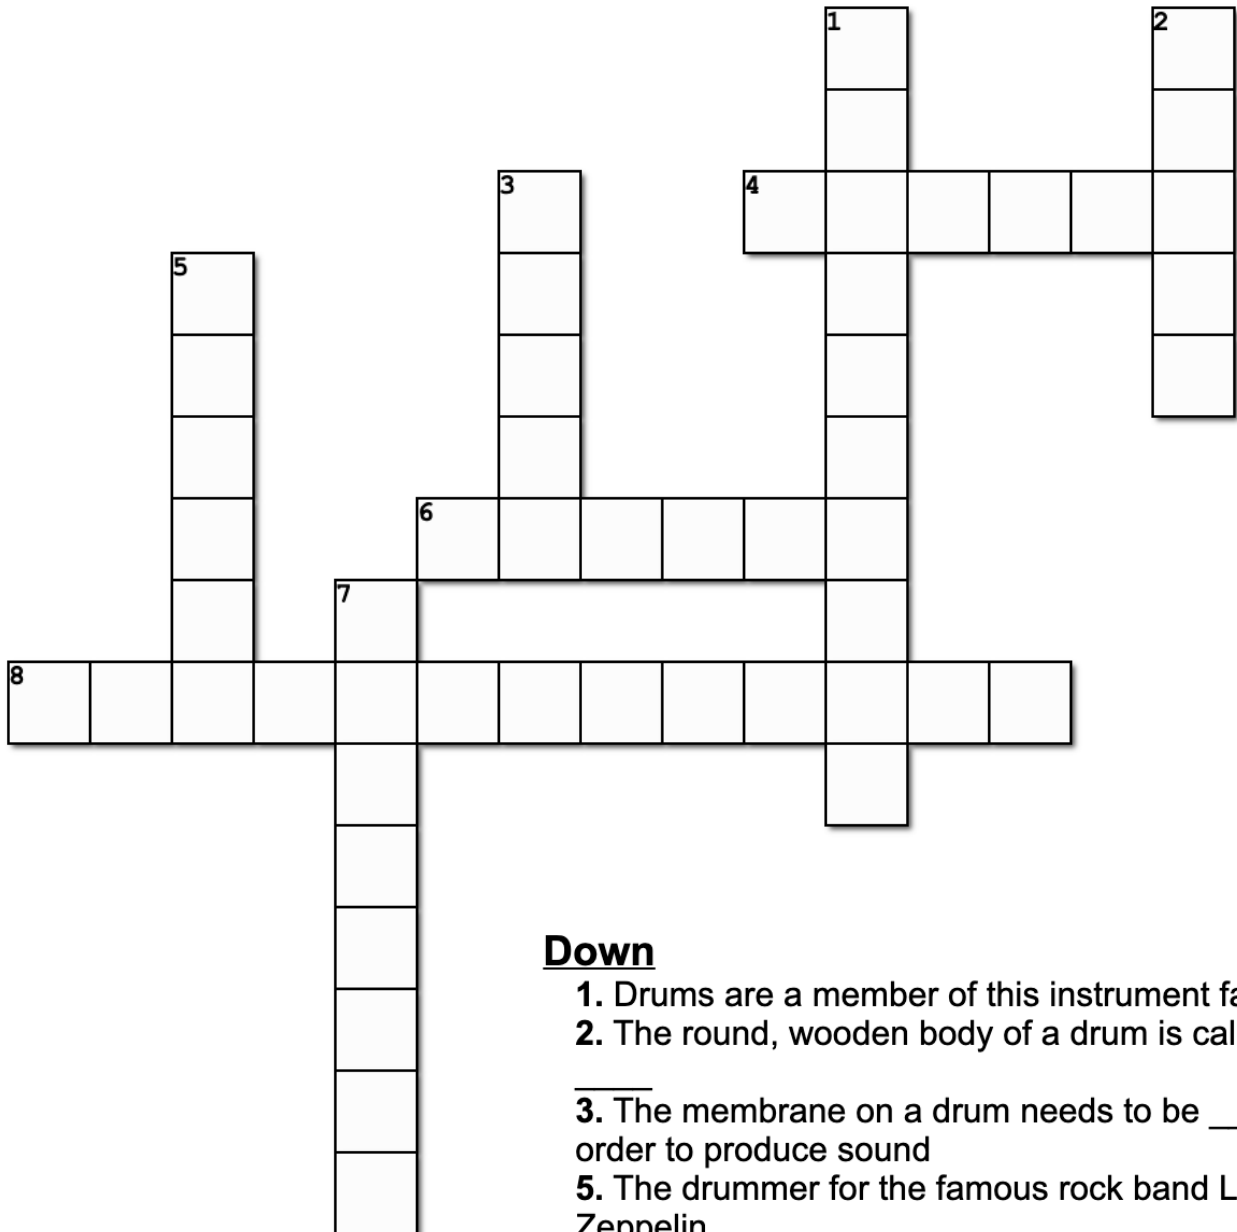 1
2
3
4
5
6
7
8
Down
1. Drums are a member of this instrument
2. The round, wooden body of a drum is
____
3. The membrane on a drum needs to be __
order to produce sound
5. The drummer for the famous rock band
Zeppelin